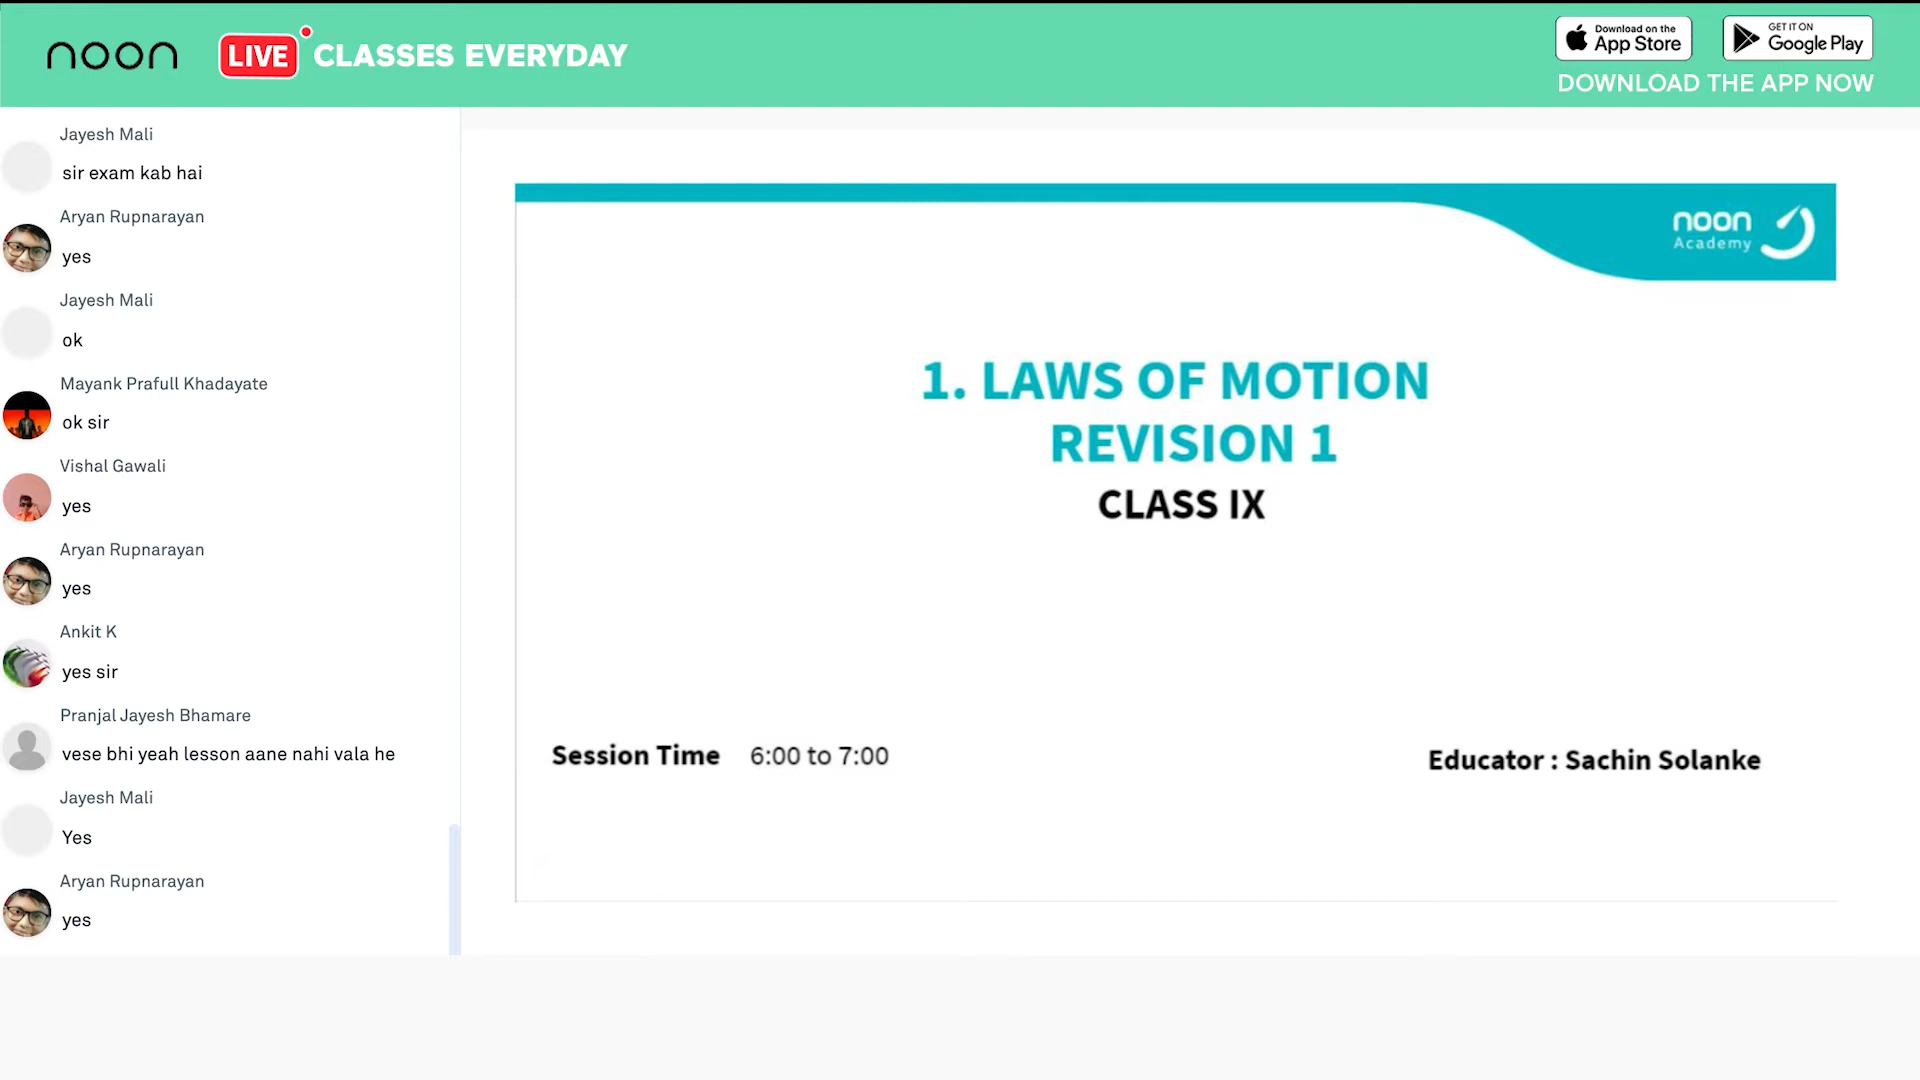 noon LIVE CLASSES EVERYDAY
Download on the
App Store
GET IT ON
Google Play
DOWNLOAD THE APP NOW
Jayesh Mali
sir exam kab hai
Aryan Rupnarayan
yes
Jayesh Mali
ok
Mayank Prafull Khadayate
ok sir
Vishal Gawali
yes
Aryan Rupnarayan
yes
Ankit K
yes sir
Pranjal Jayesh Bhamare
vese bhi yeah lesson aane nahi vala he
Jayesh Mali
Yes
Aryan Rupnarayan
yes
noon
Academy
1. LAWS OF MOTION
REVISION 1
CLASS IX
Session Time 6:00 to 7:00
Educator : Sachin Solanke